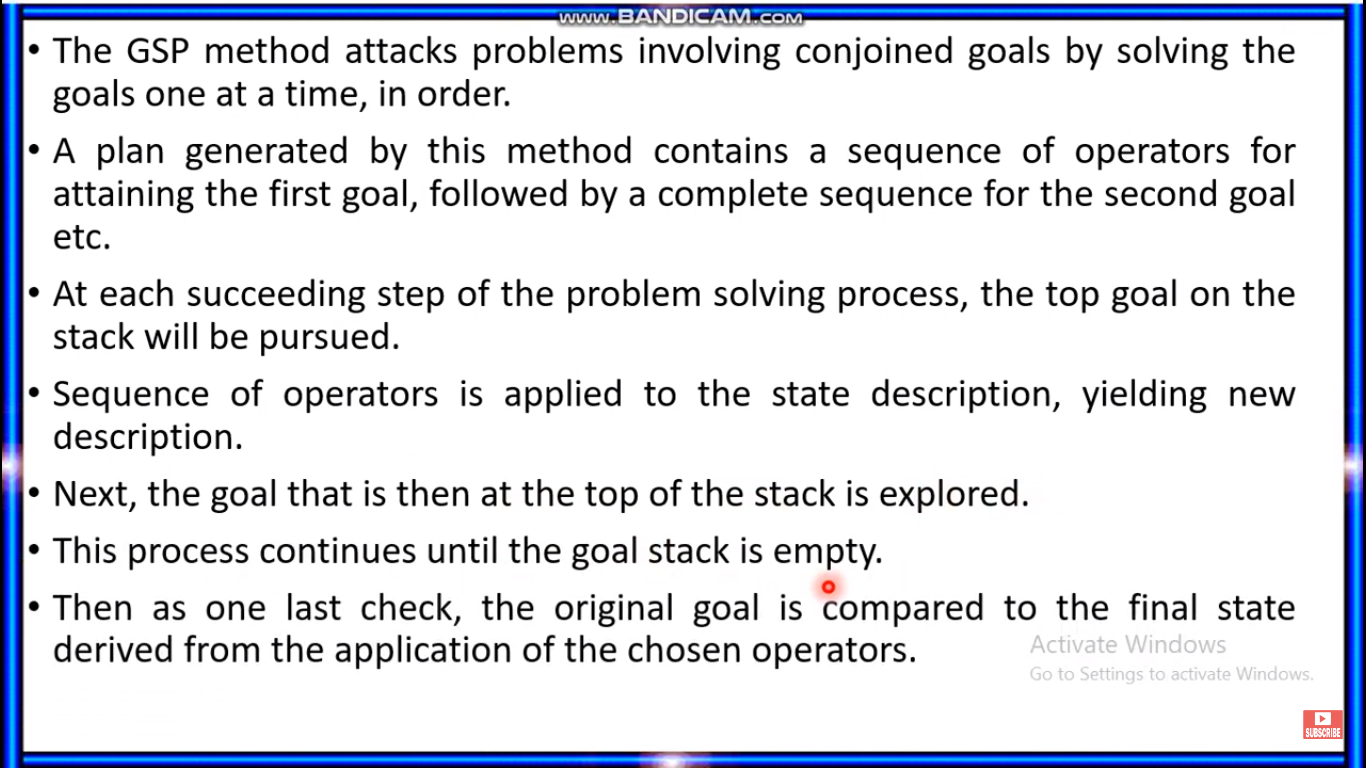 www.BANDICAM.com
• The GSP method attacks problems involving conjoined goals by solving the
goals one at a time, in order.
• A plan generated by this method contains a sequence of operators for
attaining the first goal, followed by a complete sequence for the second goal
etc.
• At each succeeding step of the problem solving process, the top goal on the
stack will be pursued.
• Sequence of operators is applied to the state description, yielding new
description.
• Next, the goal that is then at the top of the stack is explored.
• This process continues until the goal stack is empty.
• Then as one last check, the original goal is compared to the final state
derived from the application of the chosen operators.
Activate Windows
Go to Settings to activate Windows.
SUBSCRIBE